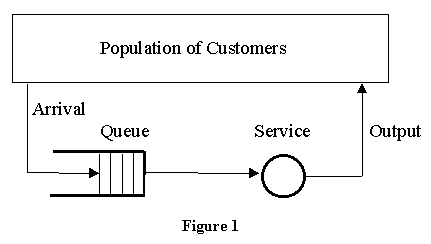 Population of Customers
Arrival
Queue
Service
Output
Figure 1